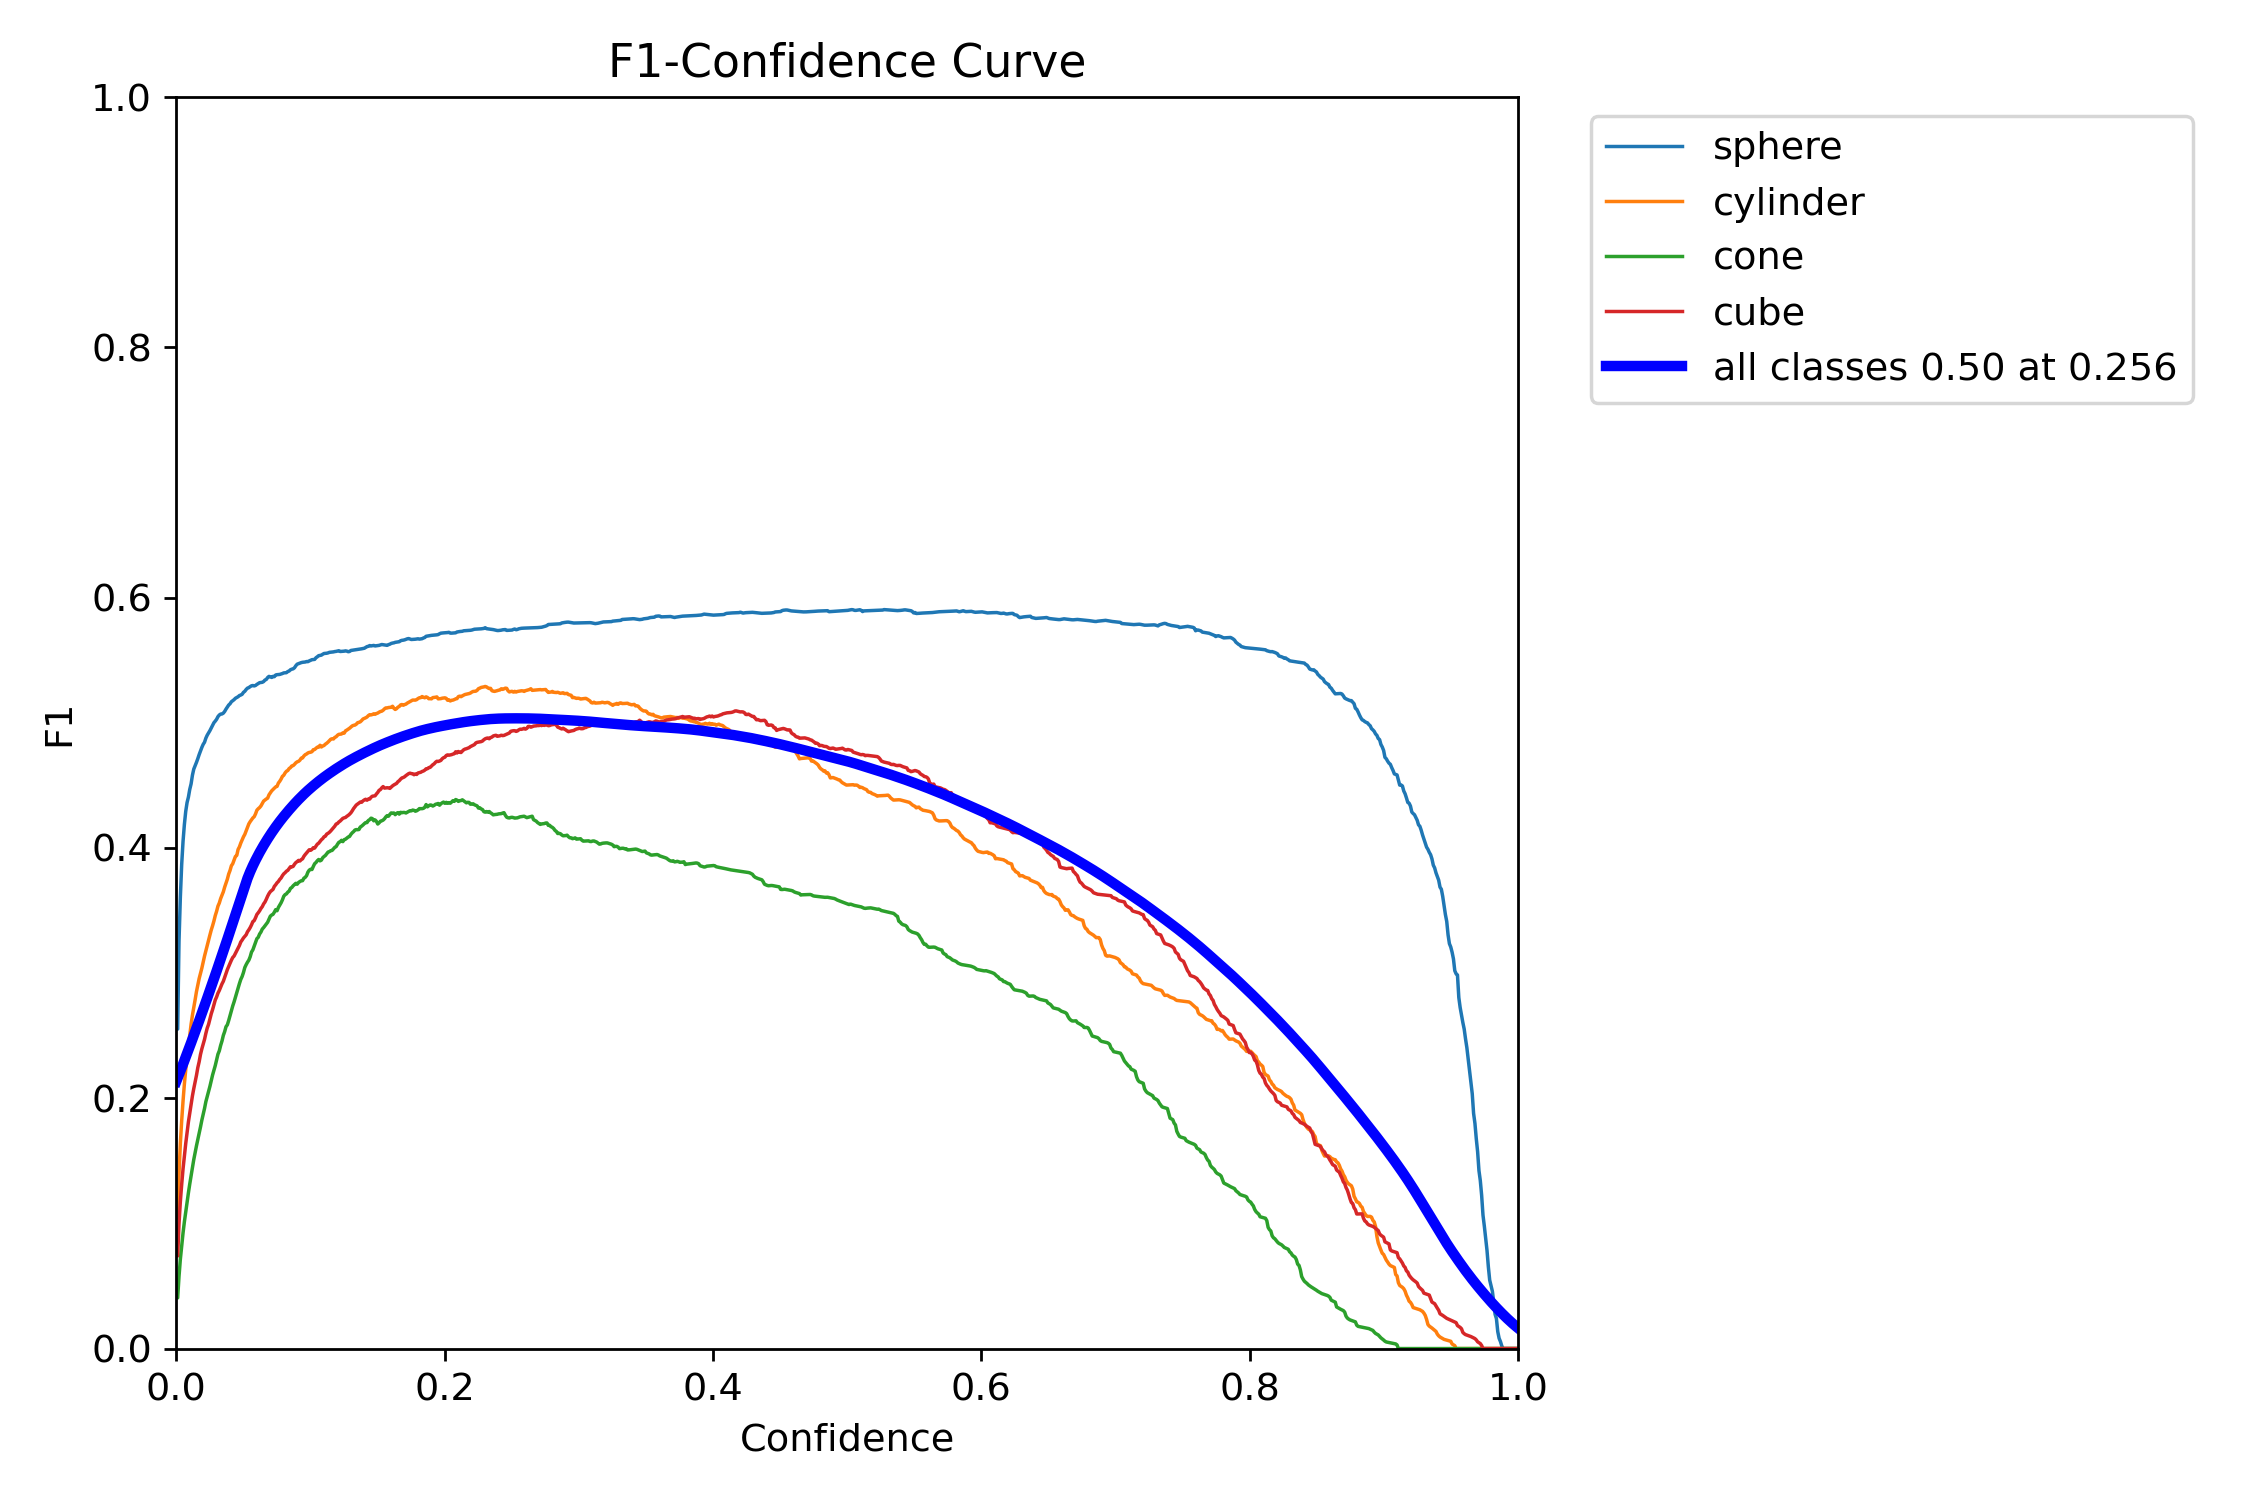 F1-Confidence Curve
1.0
0.8
0.6
0.4
0.2
0.0
F1
0.0 0.2 0.4 0.6 0.8 1.0
Confidence
sphere
cylinder
cone
cube
all classes 0.50 at 0.256